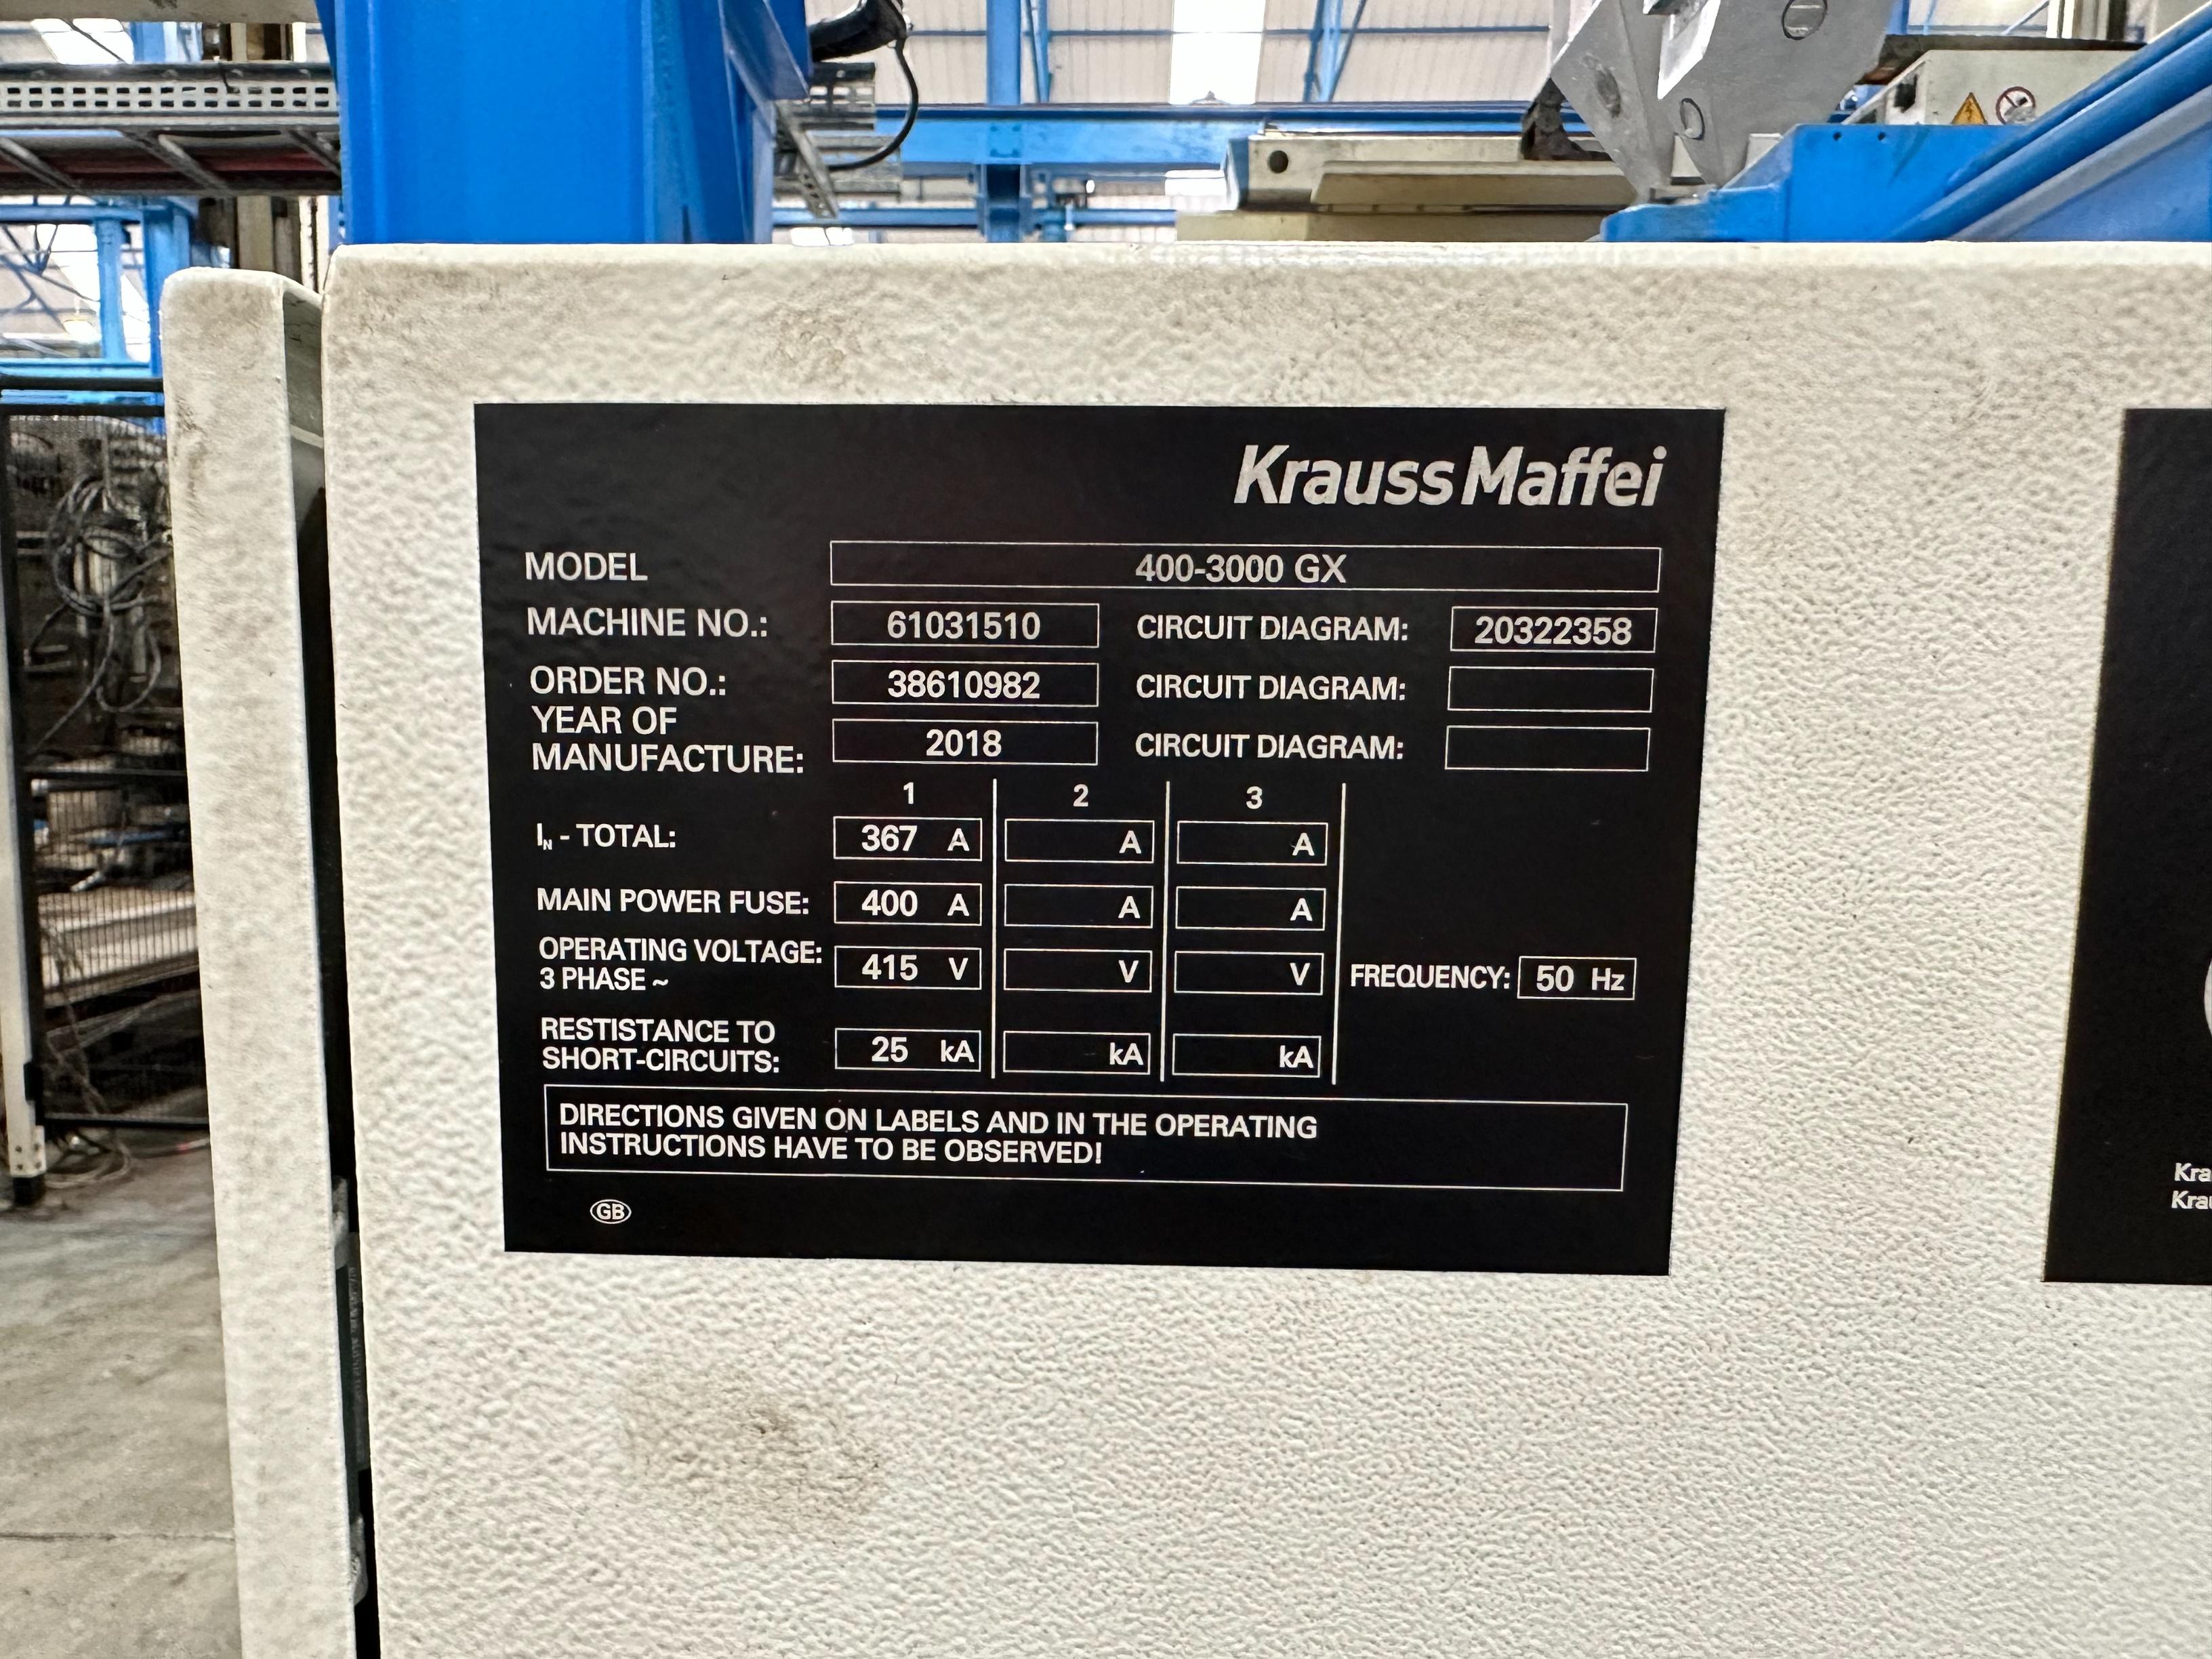 Krauss Maffei
MODEL 400-3000 GX
MACHINE NO.: 61031510 CIRCUIT DIAGRAM: 20322358
ORDER NO.: 38610982 CIRCUIT DIAGRAM:
YEAR OF
MANUFACTURE: 2018 CIRCUIT DIAGRAM:
1 2 3
IN - TOTAL: 367 A A A
MAIN POWER FUSE: 400 A A A
OPERATING VOLTAGE:
3 PHASE ~ 415 V V V FREQUENCY: 50 Hz
RESTISTANCE TO
SHORT-CIRCUITS: 25 kA kA kA
DIRECTIONS GIVEN ON LABELS AND IN THE OPERATING
INSTRUCTIONS HAVE TO BE OBSERVED!
GB